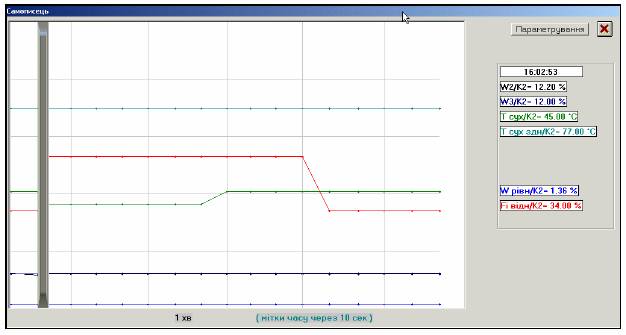 Самописець
Параметрування
16:02:53
W2/K2= 12.20 %
W3/K2= 12.00 %
T сух/K2= 45.00 °C
T сух здн/K2= 77.00 °C
W рівн/K2= 1.36 %
Fi відн/K2= 34.00 %
1 хв
( мітки часу через 10 сек )